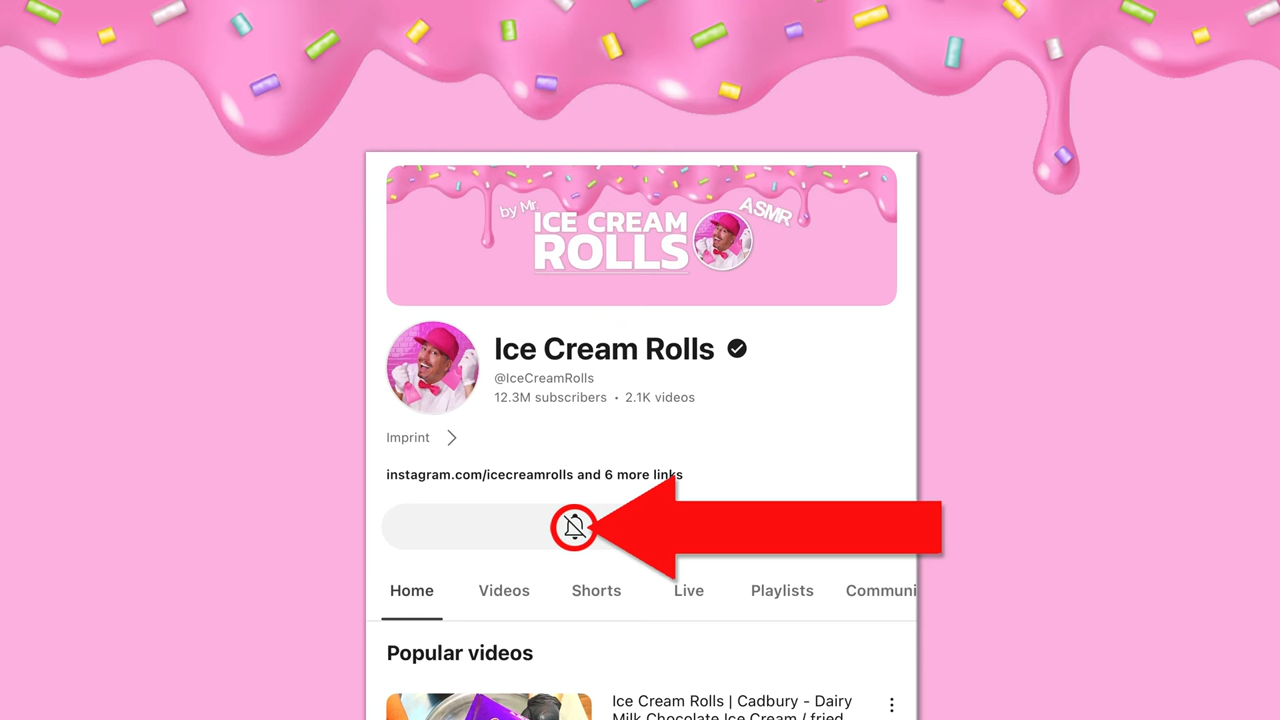 by Mr.
ICE CREAM
ROLLS
ASMR
Ice Cream Rolls
@IceCreamRolls
12.3M subscribers • 2.1K videos
Imprint
instagram.com/icecreamrolls and 6 more links
Home Videos Shorts Live Playlists Communi
Popular videos
Ice Cream Rolls | Cadbury - Dairy
Milk Chocolate Ice Cream / fried